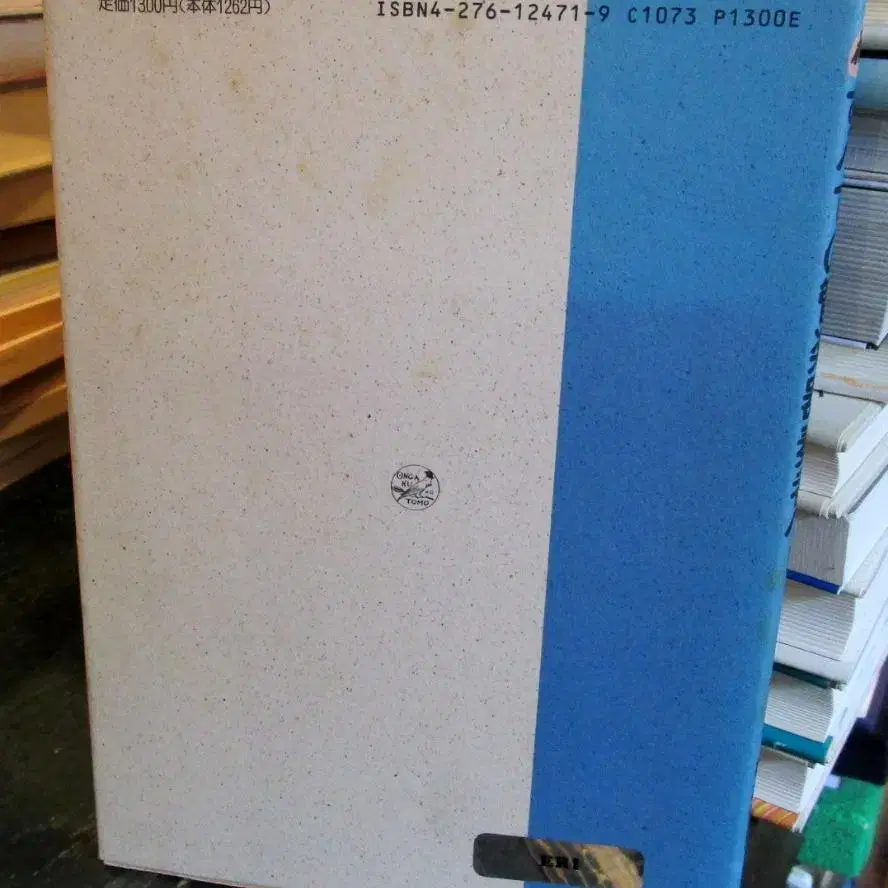 定価1300円(本体1262円)
ISBN4-276-12471-9 C1073 P1300E
ONGAKU
NO
TOMO
ERI